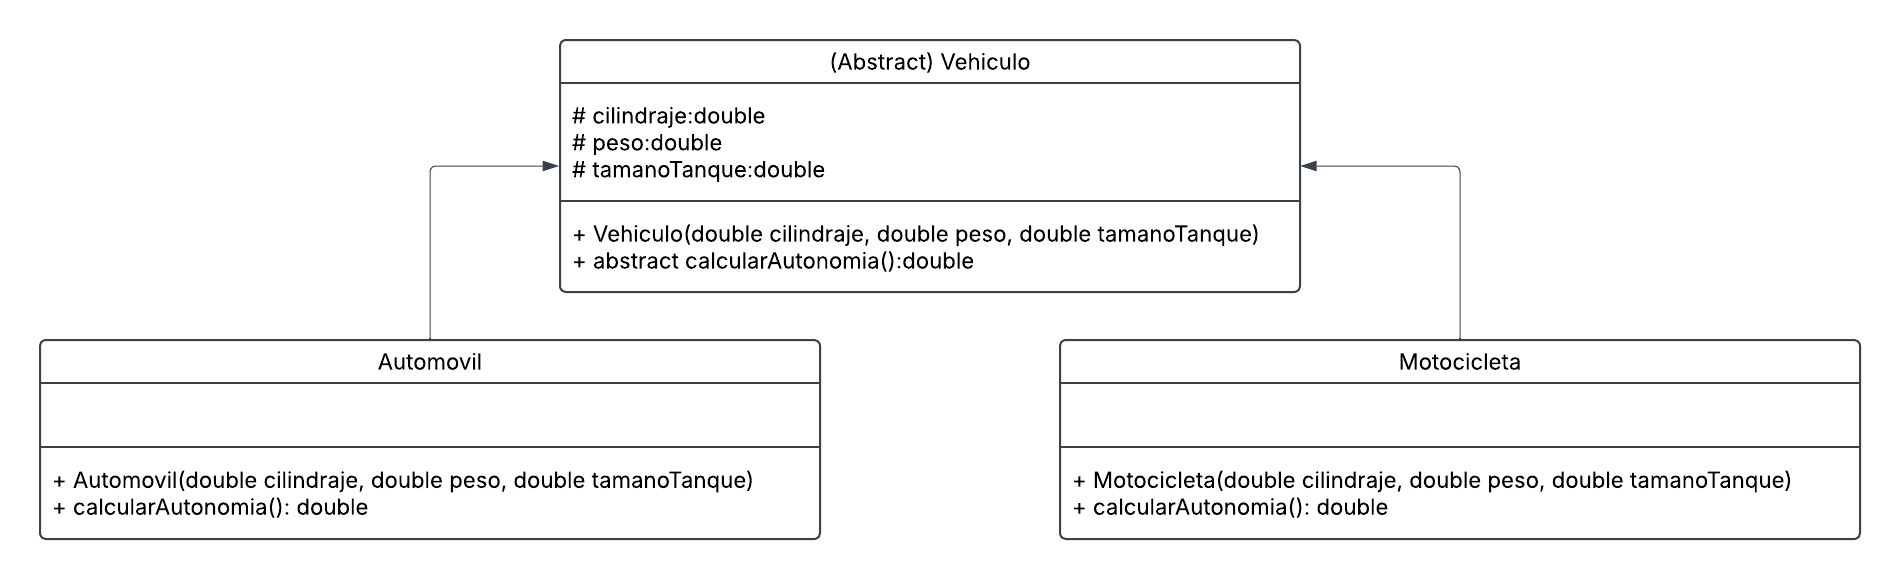 (Abstract) Vehiculo
# cilindraje:double
# peso:double
# tamanoTanque:double
+ Vehiculo(double cilindraje, double peso, double tamanoTanque)
+ abstract calcularAutonomia():double
Automovil
+ Automovil(double cilindraje, double peso, double tamanoTanque)
+ calcularAutonomia(): double
Motocicleta
+ Motocicleta(double cilindraje, double peso, double tamanoTanque)
+ calcularAutonomia(): double